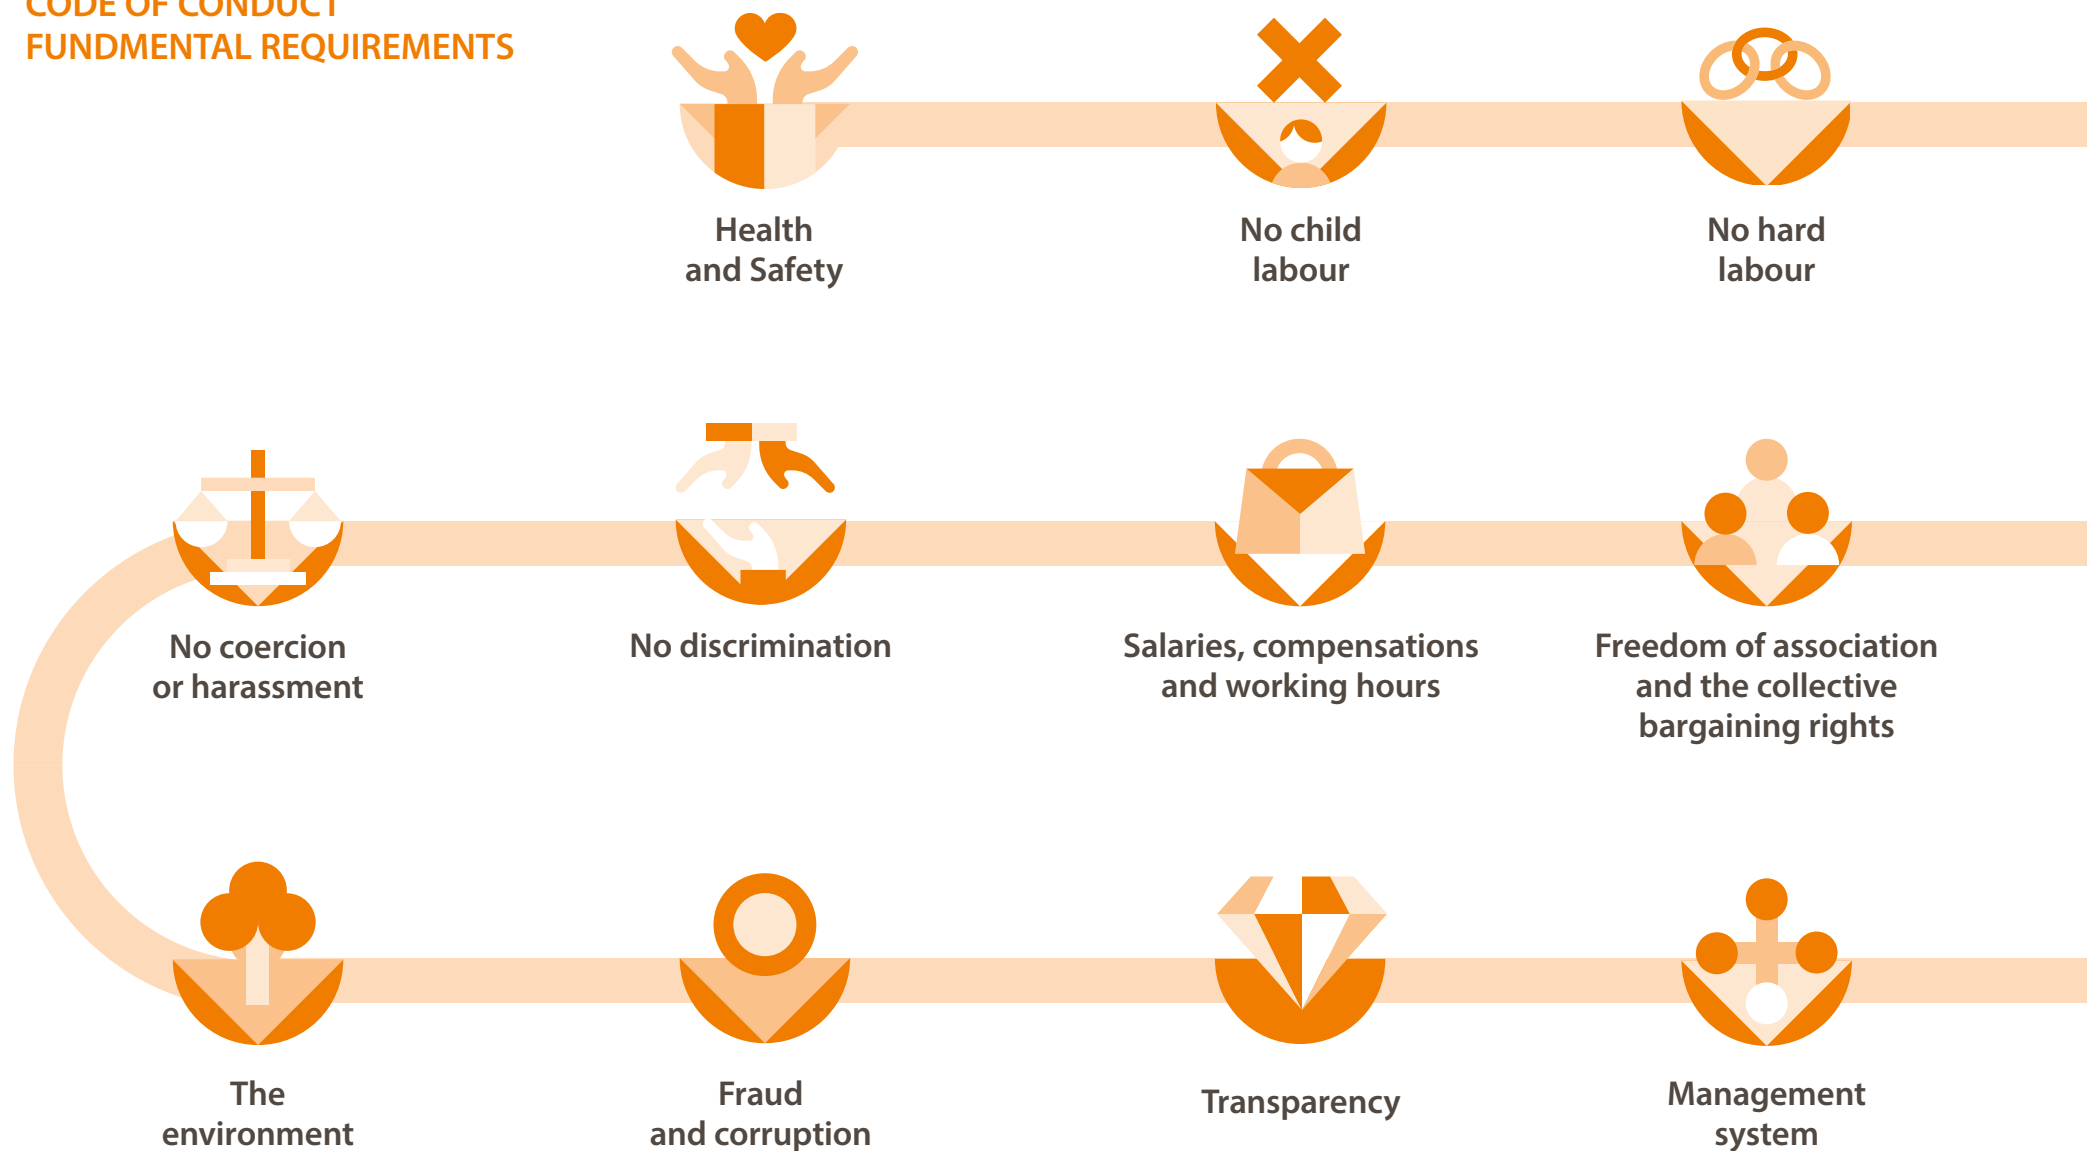 CODE OF CONDUCT
FUNDMENTAL REQUIREMENTS
Health
and Safety
No child
labour
No hard
labour
No coercion
or harassment
No discrimination
Salaries, compensations
and working hours
Freedom of association
and the collective
bargaining rights
The
environment
Fraud
and corruption
Transparency
Management
system